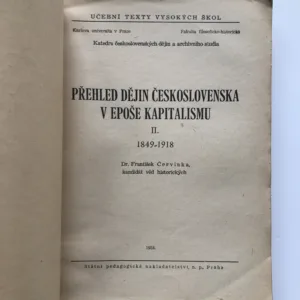 UČEBNÍ TEXTY VYSOKÝCH ŠKOL
Karlova universita v Praze Fakulta filosoficko-historická
Katedra československých dějin a archivního studia
PŘEHLED DĚJIN ČESKOSLOVENSKA
V EPOŠE KAPITALISMU
II.
1849-1918
Dr. František Červinka,
kandidát věd historických
Státní pedagogické nakladatelství, n. p. Praha